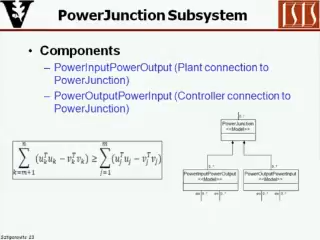 PowerJunction Subsystem
ISIS
• Components
– PowerInputPowerOutput (Plant connection to
PowerJunction)
– PowerOutputPowerInput (Controller connection to
PowerJunction)
PowerJunction
<<Model>>
PowerInputPowerOutput
<<Model>>
PowerOutputPowerInput
<<Model>>